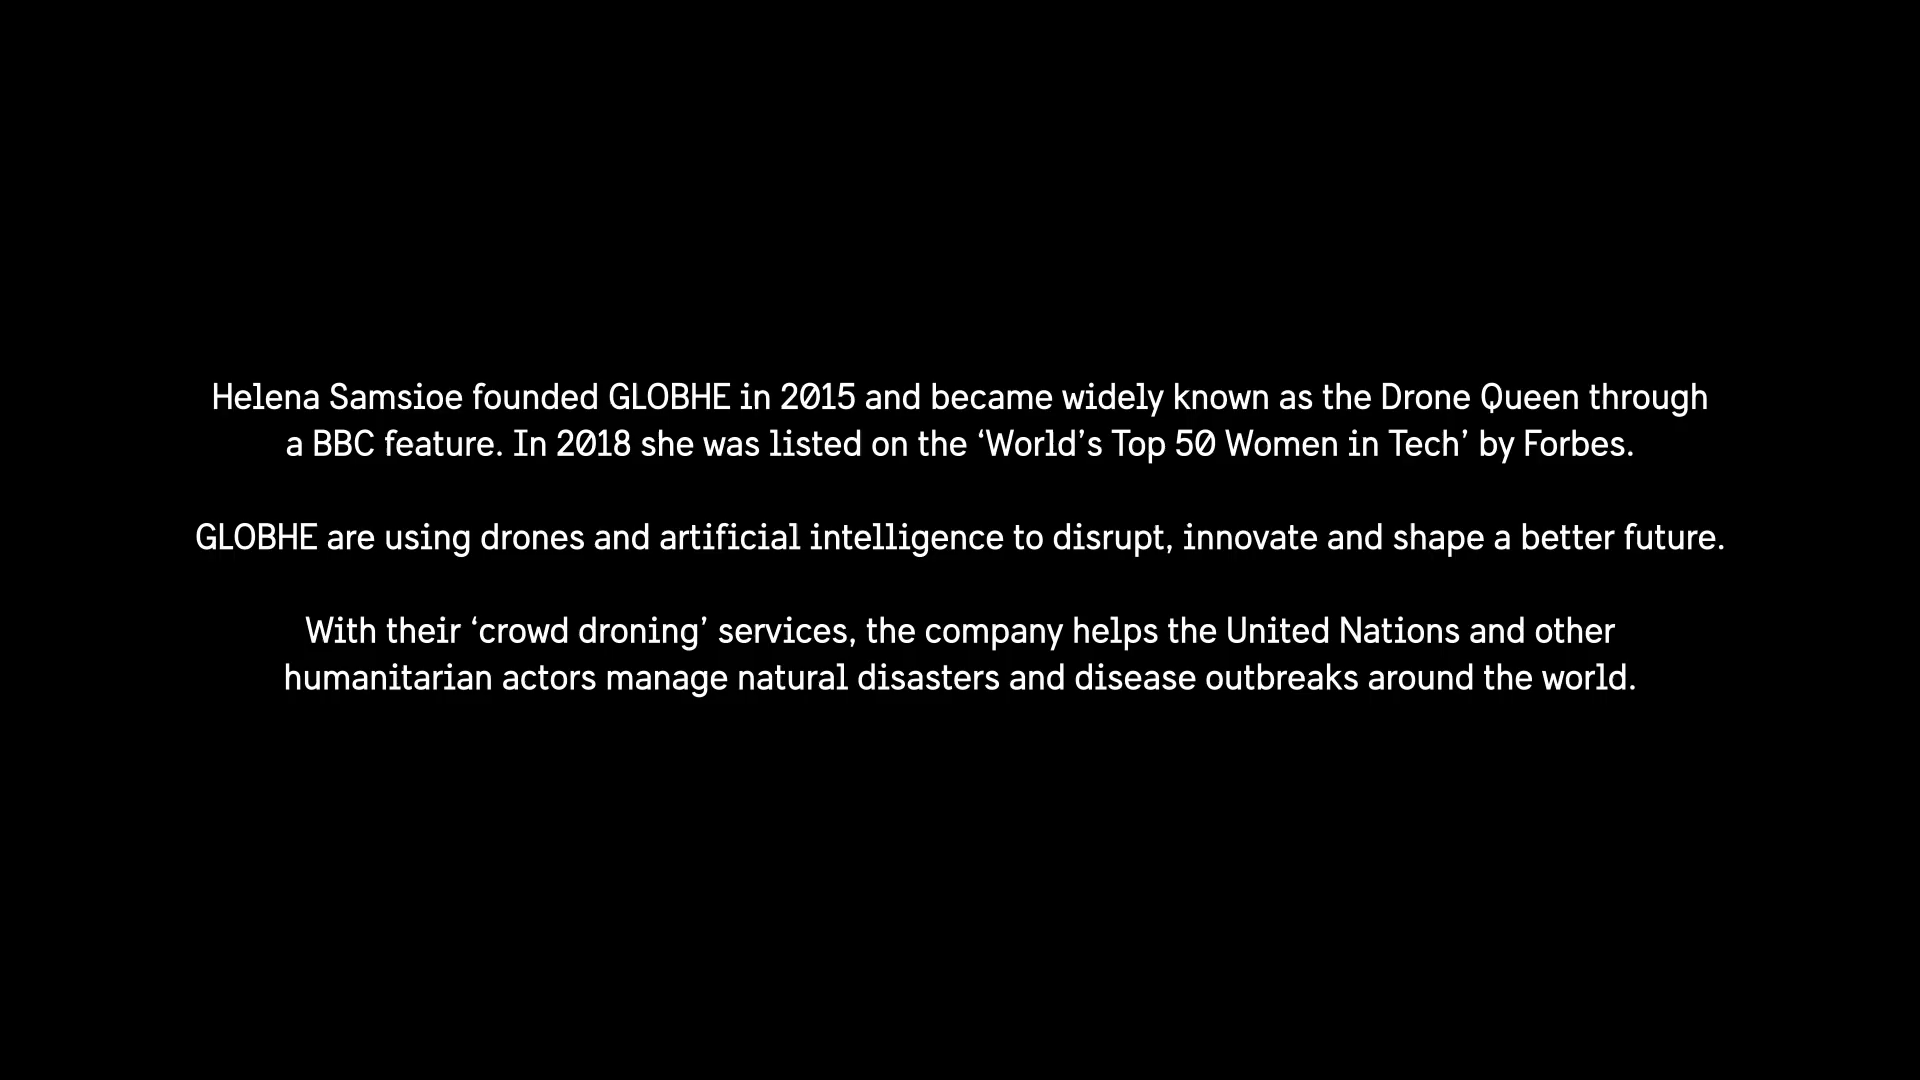 Helena Samsioe founded GLOBHE in 2015 and became widely known as the Drone Queen through
a BBC feature. In 2018 she was listed on the ‘World’s Top 50 Women in Tech’ by Forbes.
GLOBHE are using drones and artificial intelligence to disrupt, innovate and shape a better future.
With their ‘crowd droning’ services, the company helps the United Nations and other
humanitarian actors manage natural disasters and disease outbreaks around the world.